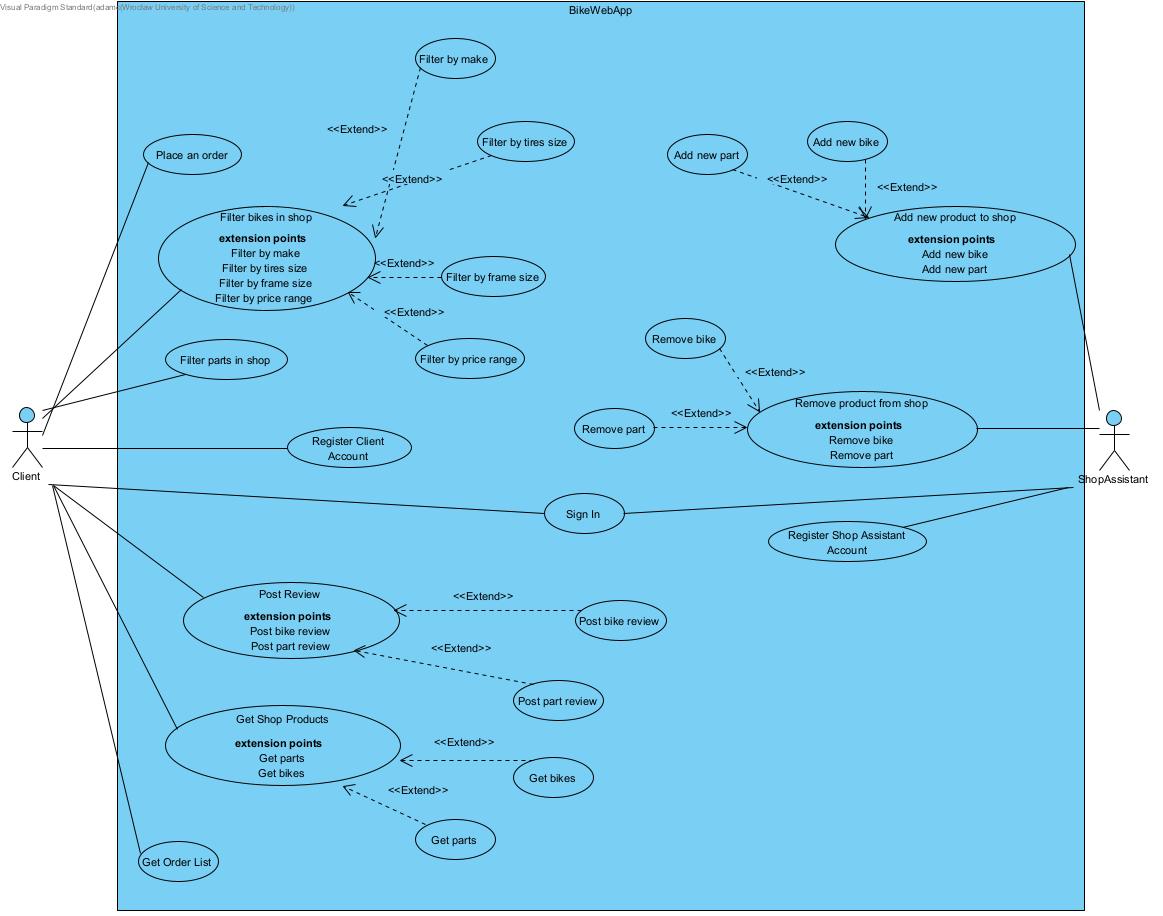 Visual Paradigm Standard(adam(Wroclaw University of Science and Technology))
BikeWebApp
Filter by make
<<Extend>>
Filter by tires size
Add new bike
Place an order
Add new part
<<Extend>>
<<Extend>>
<<Extend>>
Filter bikes in shop
extension points
Filter by make
Filter by tires size
Filter by frame size
Filter by price range
Add new product to shop
extension points
Add new bike
Add new part
<<Extend>>
Filter by frame size
<<Extend>>
Remove bike
Filter parts in shop
Filter by price range
<<Extend>>
Remove product from shop
extension points
Remove bike
Remove part
<<Extend>>
Remove part
Register Client
Account
Client
ShopAssistant
Sign In
Register Shop Assistant
Account
Post Review
extension points
Post bike review
Post part review
<<Extend>>
Post bike review
<<Extend>>
Post part review
Get Shop Products
extension points
Get parts
Get bikes
<<Extend>>
Get bikes
<<Extend>>
Get parts
Get Order List